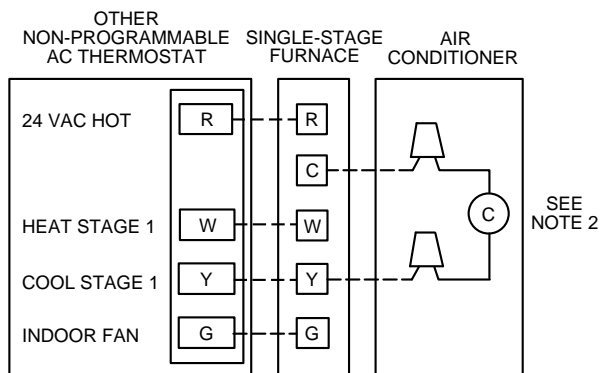 OTHER
NON-PROGRAMMABLE
AC THERMOSTAT
SINGLE-STAGE
FURNACE
AIR
CONDITIONER
24 VAC HOT
R
R
C
HEAT STAGE 1
W
W
C
SEE
NOTE 2
COOL STAGE 1
Y
Y
INDOOR FAN
G
G